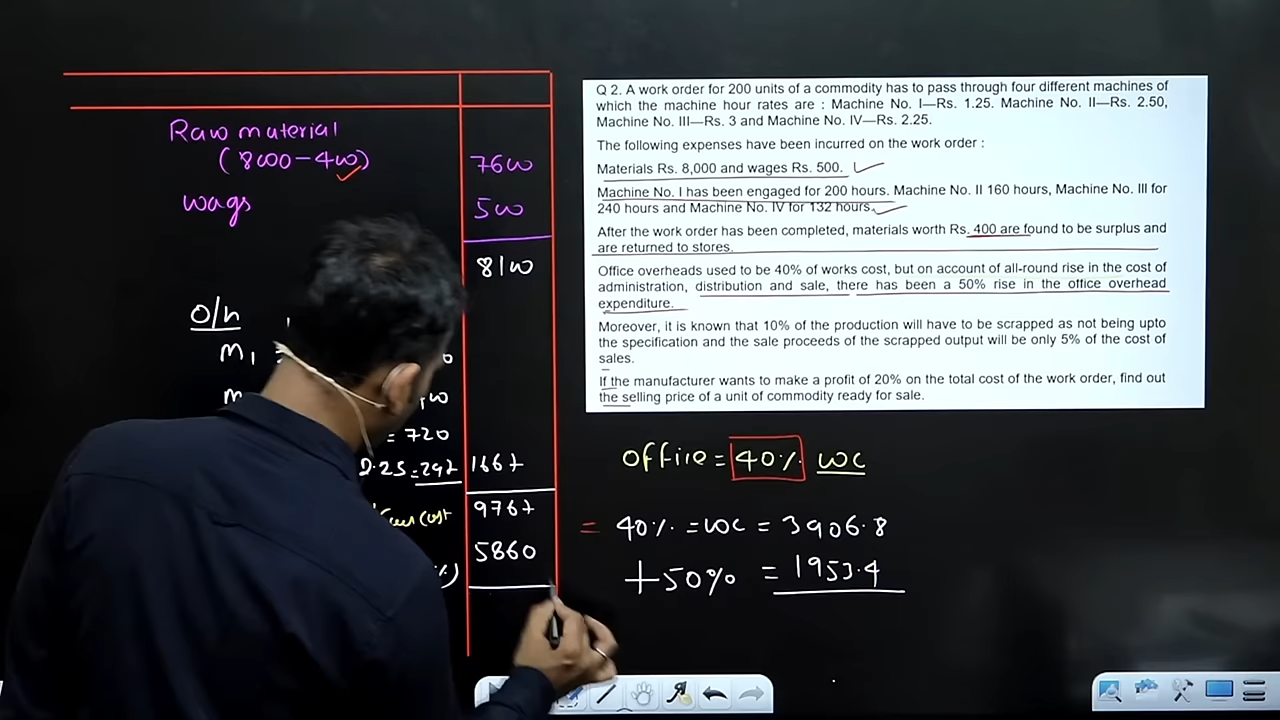 Raw material
(8000-400) 7600
wags 500
8100
O/h
M1
= 720
2.25 = 297 1667
cost 9767
5860
Q 2. A work order for 200 units of a commodity has to pass through four different machines of
which the machine hour rates are : Machine No. I—Rs. 1.25. Machine No. II—Rs. 2.50,
Machine No. III—Rs. 3 and Machine No. IV—Rs. 2.25.
The following expenses have been incurred on the work order :
Materials Rs. 8,000 and wages Rs. 500.
Machine No. I has been engaged for 200 hours. Machine No. II 160 hours, Machine No. III for
240 hours and Machine No. IV for 132 hours.
After the work order has been completed, materials worth Rs. 400 are found to be surplus and
are returned to stores.
Office overheads used to be 40% of works cost, but on account of all-round rise in the cost of
administration, distribution and sale, there has been a 50% rise in the office overhead
expenditure.
Moreover, it is known that 10% of the production will have to be scrapped as not being upto
the specification and the sale proceeds of the scrapped output will be only 5% of the cost of
sales.
If the manufacturer wants to make a profit of 20% on the total cost of the work order, find out
the selling price of a unit of commodity ready for sale.
office = 40% WC
= 40% = WC = 3906.8
+50% = 1953.4